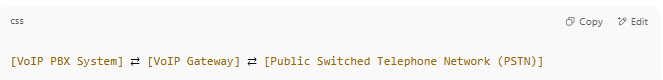 css
Copy
Edit
[VoIP PBX System] ⇄ [VoIP Gateway] ⇄ [Public Switched Telephone Network (PSTN)]